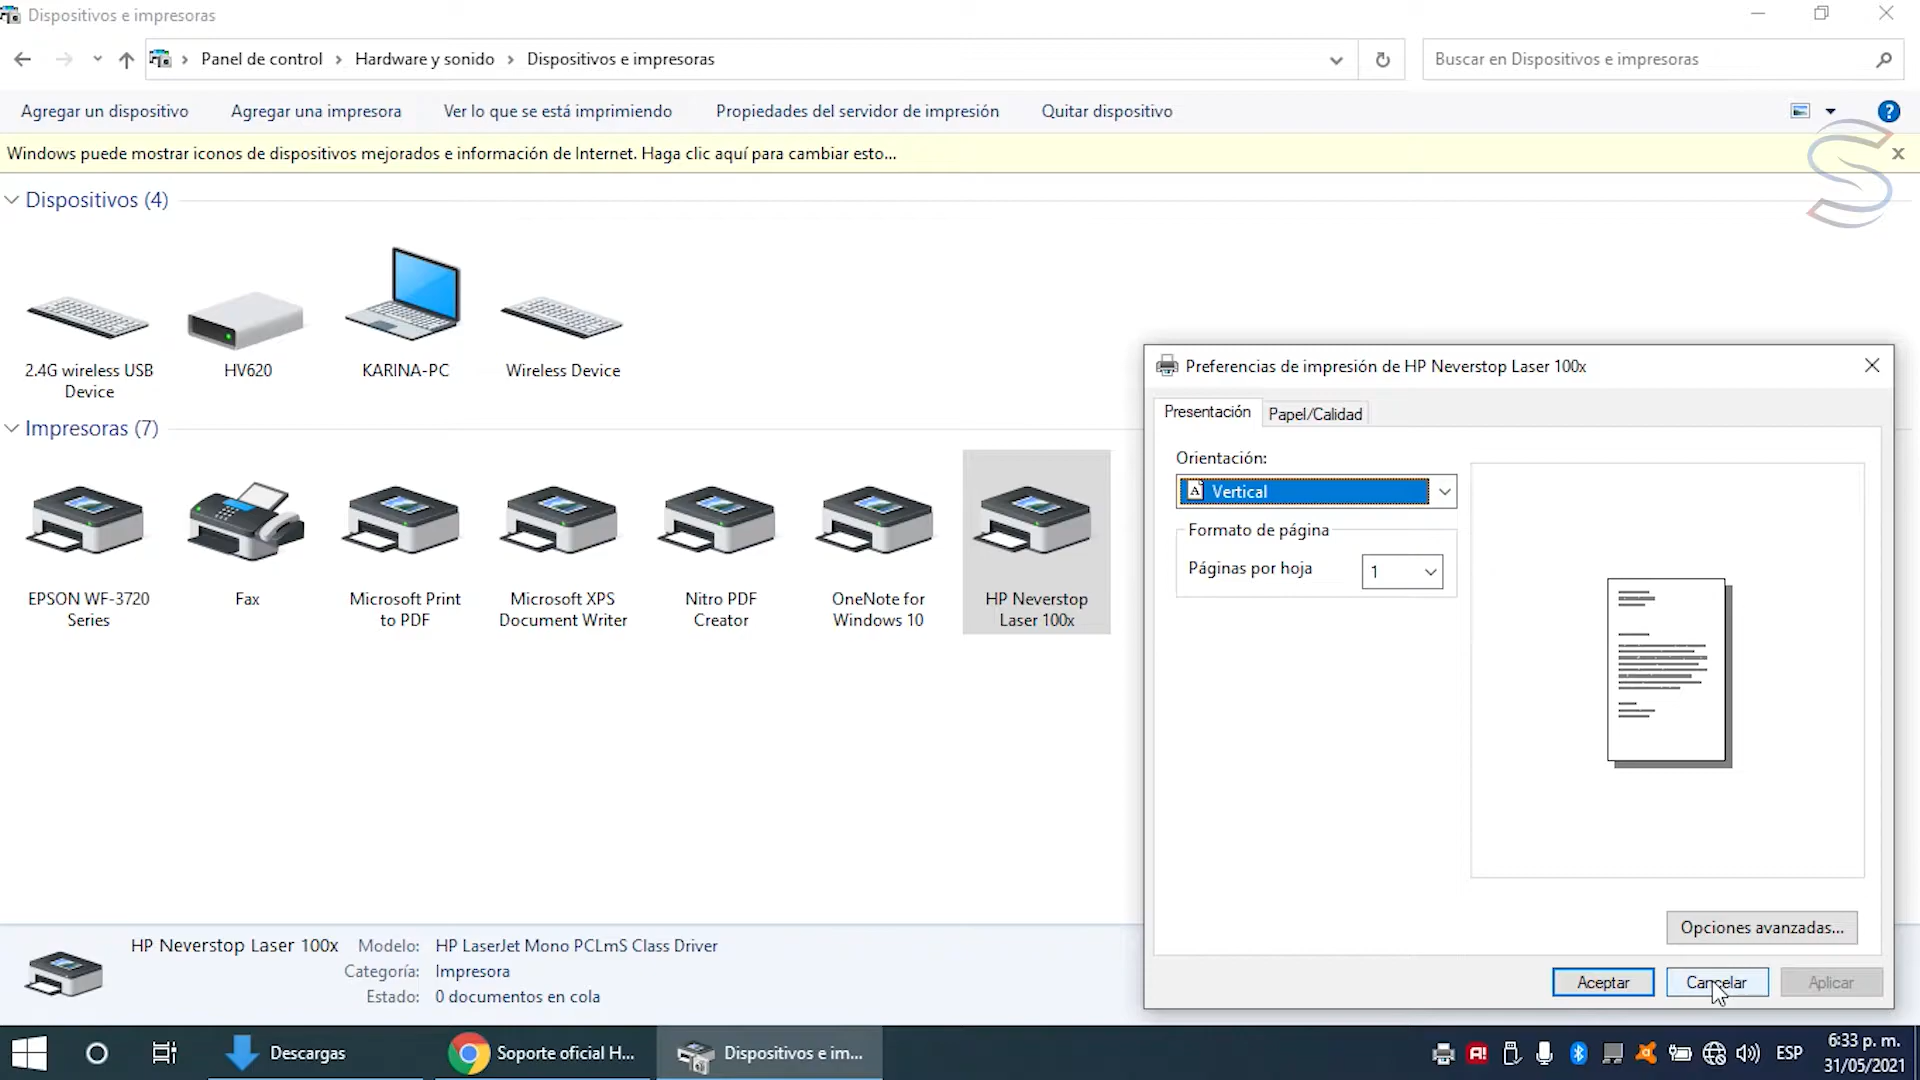 Dispositivos e impresoras
Panel de control > Hardware y sonido > Dispositivos e impresoras
Buscar en Dispositivos e impresoras
Agregar un dispositivo Agregar una impresora Ver lo que se está imprimiendo Propiedades del servidor de impresión Quitar dispositivo
Windows puede mostrar iconos de dispositivos mejorados e información de Internet. Haga clic aquí para cambiar esto...
Dispositivos (4)
2.4G wireless USB
Device
HV620
KARINA-PC
Wireless Device
Impresoras (7)
EPSON WF-3720
Series
Fax
Microsoft Print
to PDF
Microsoft XPS
Document Writer
Nitro PDF
Creator
OneNote for
Windows 10
HP Neverstop
Laser 100x
Preferencias de impresión de HP Neverstop Laser 100x
Presentación Papel/Calidad
Orientación:
A Vertical
Formato de página
Páginas por hoja 1
Opciones avanzadas...
Aceptar Cancelar Aplicar
HP Neverstop Laser 100x Modelo: HP LaserJet Mono PCLmS Class Driver
Categoría: Impresora
Estado: 0 documentos en cola
Descargas
Soporte oficial H...
Dispositivos e im...
ESP
6:33 p. m.
31/05/2021